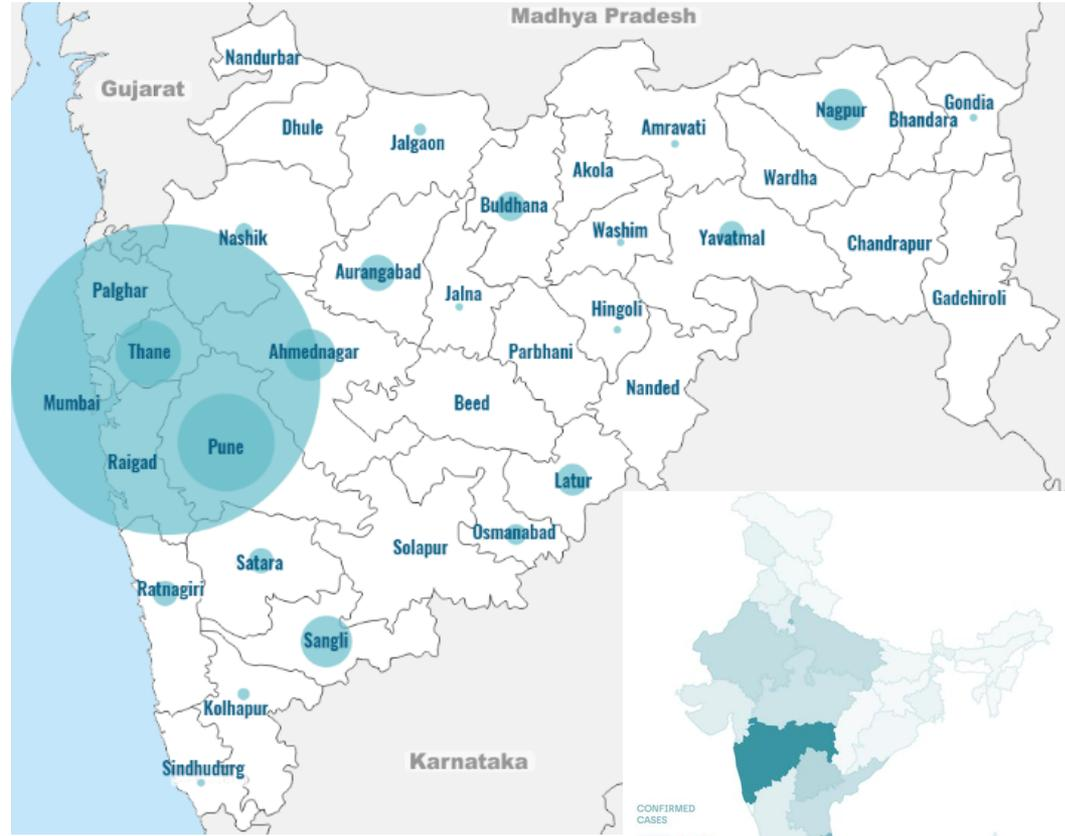 Madhya Pradesh
Nandurbar
Gujarat
Nagpur
Gondia
Bhandara
Dhule
Amravati
Jalgaon
Akola
Wardha
Buldhana
Nashik
Washim
Yavatmal
Chandrapur
Aurangabad
Palghar
Jalna
Gadchiroli
Hingoli
Thane
Ahmednagar
Parbhani
Nanded
Mumbai
Beed
Pune
Raigad
Latur
Osmanabad
Solapur
Satara
Ratnagiri
Sangli
Kolhapur
Karnataka
Sindhudurg
CONFIRMED
CASES